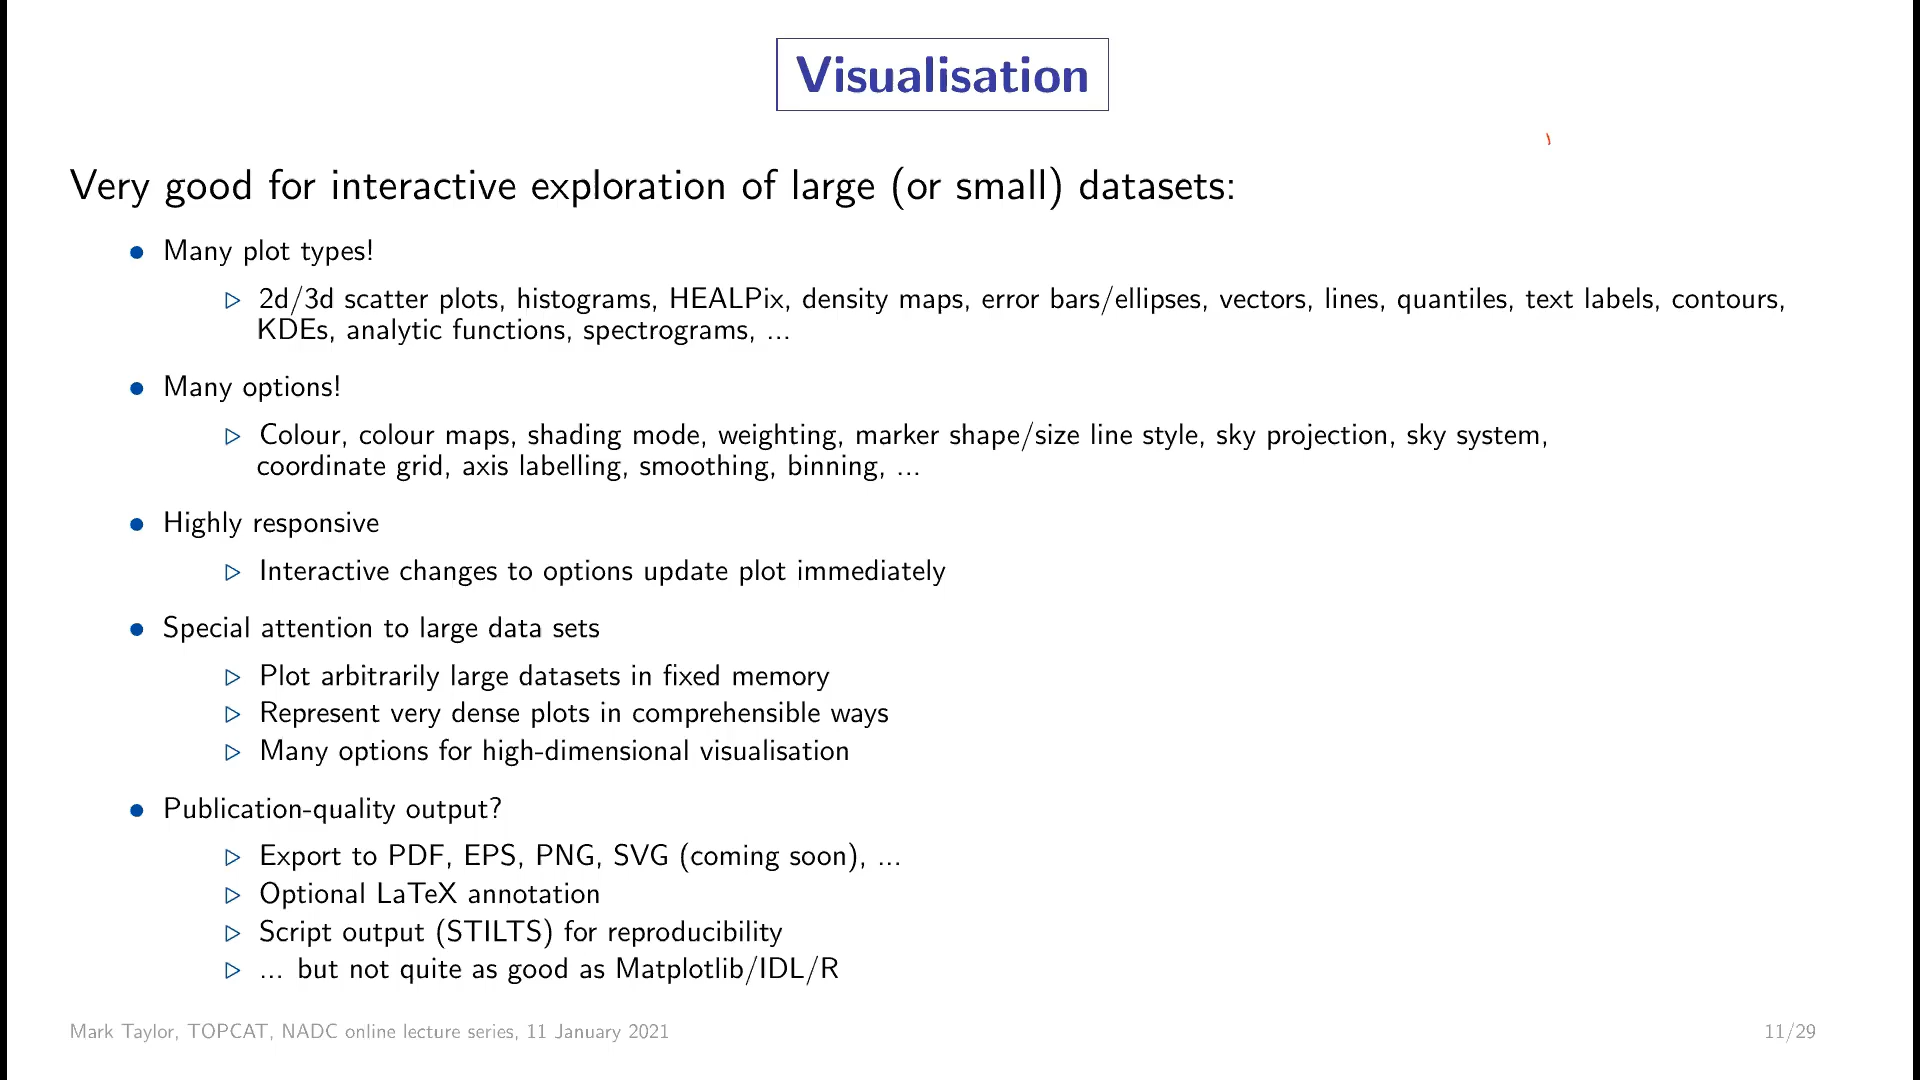 Visualisation
Very good for interactive exploration of large (or small) datasets:
• Many plot types!
▷ 2d/3d scatter plots, histograms, HEALPix, density maps, error bars/ellipses, vectors, lines, quantiles, text labels, contours,
KDEs, analytic functions, spectrograms, ...
• Many options!
▷ Colour, colour maps, shading mode, weighting, marker shape/size line style, sky projection, sky system,
coordinate grid, axis labelling, smoothing, binning, ...
• Highly responsive
▷ Interactive changes to options update plot immediately
• Special attention to large data sets
▷ Plot arbitrarily large datasets in fixed memory
▷ Represent very dense plots in comprehensible ways
▷ Many options for high-dimensional visualisation
• Publication-quality output?
▷ Export to PDF, EPS, PNG, SVG (coming soon), ...
▷ Optional LaTeX annotation
▷ Script output (STILTS) for reproducibility
▷ ... but not quite as good as Matplotlib/IDL/R
Mark Taylor, TOPCAT, NADC online lecture series, 11 January 2021
11/29